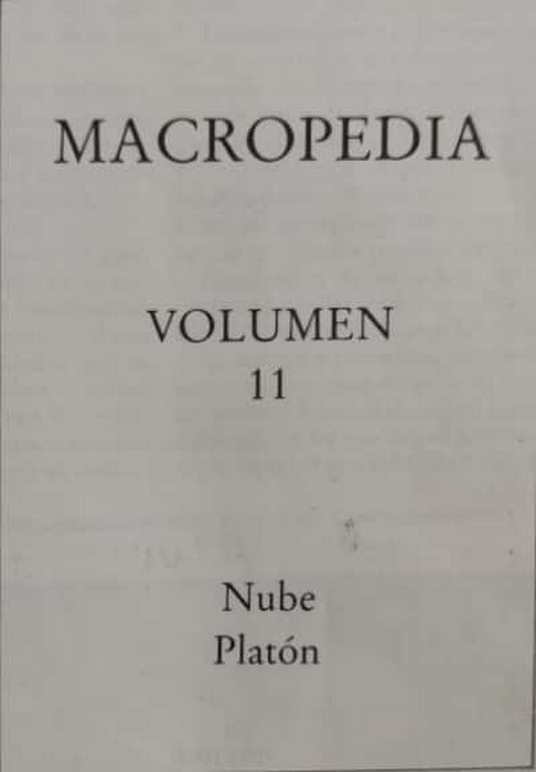 MACROPEDIA
VOLUMEN
11
Nube
Platón